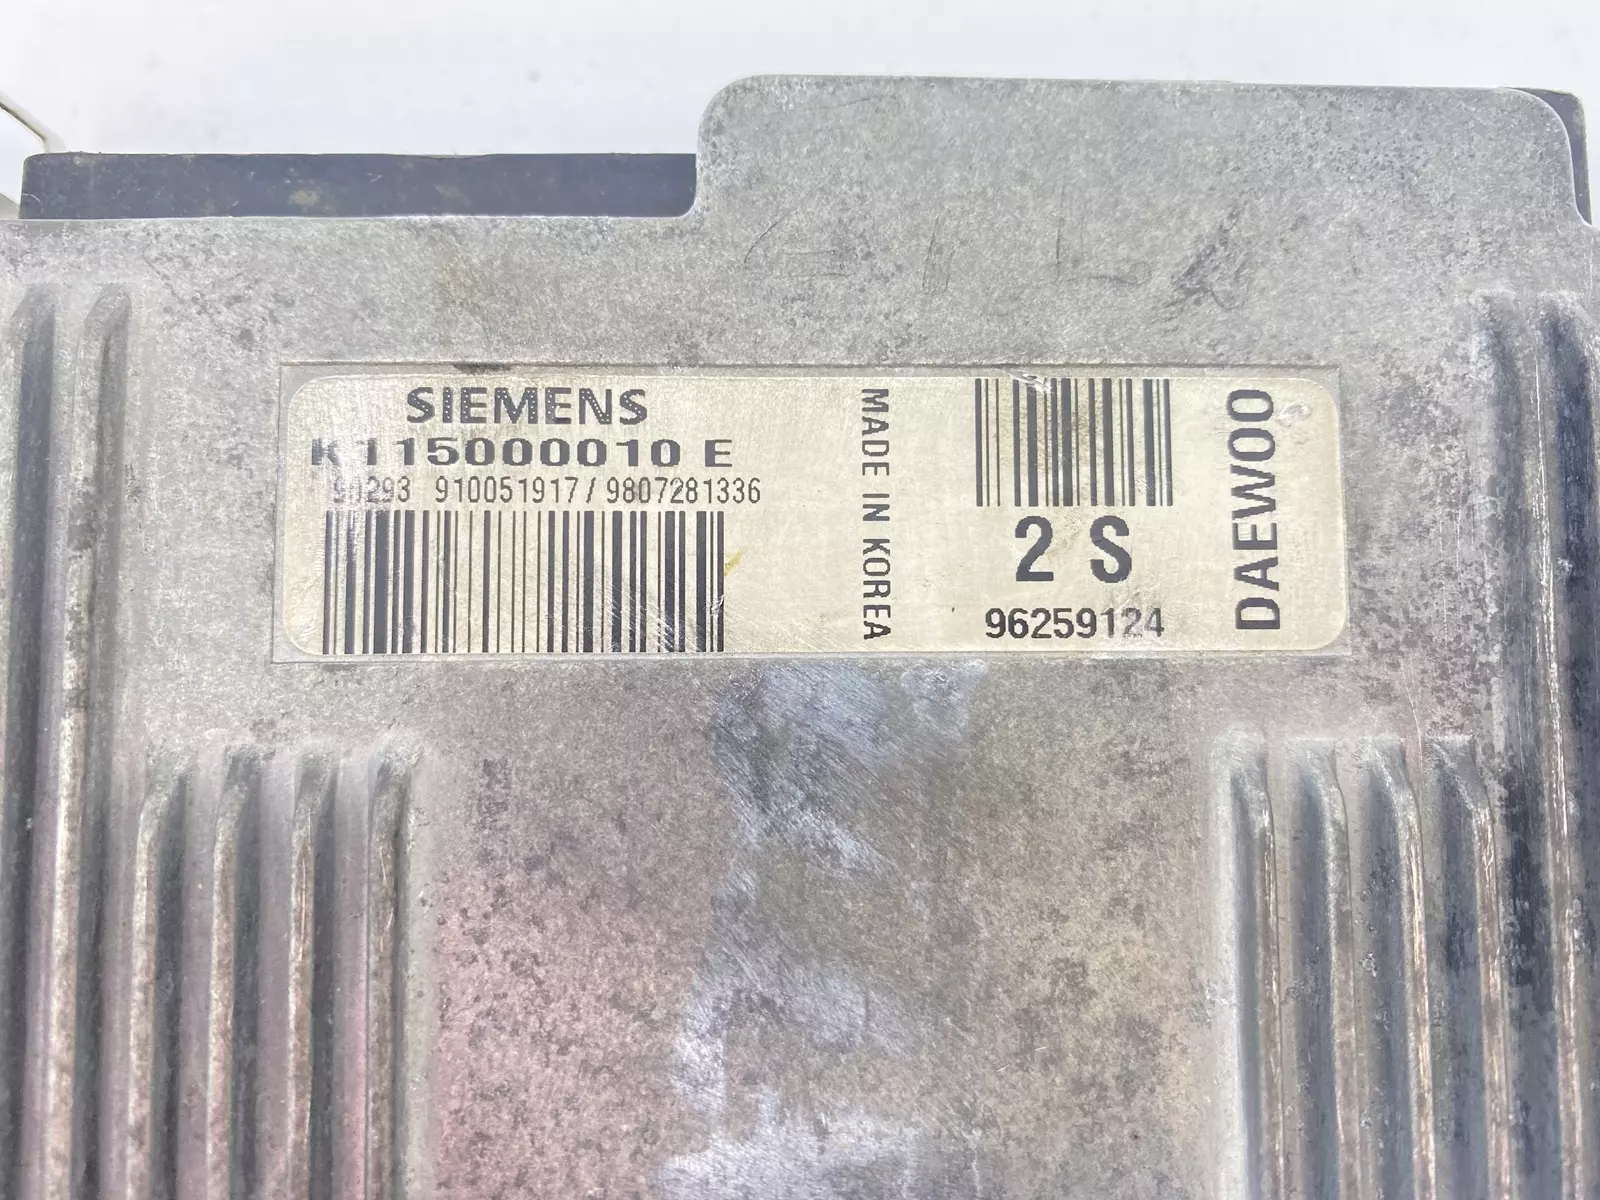 SIEMENS
K115000010 E
910051917/9807281336
MADE IN KOREA
2 S
96259124
DAEWOO